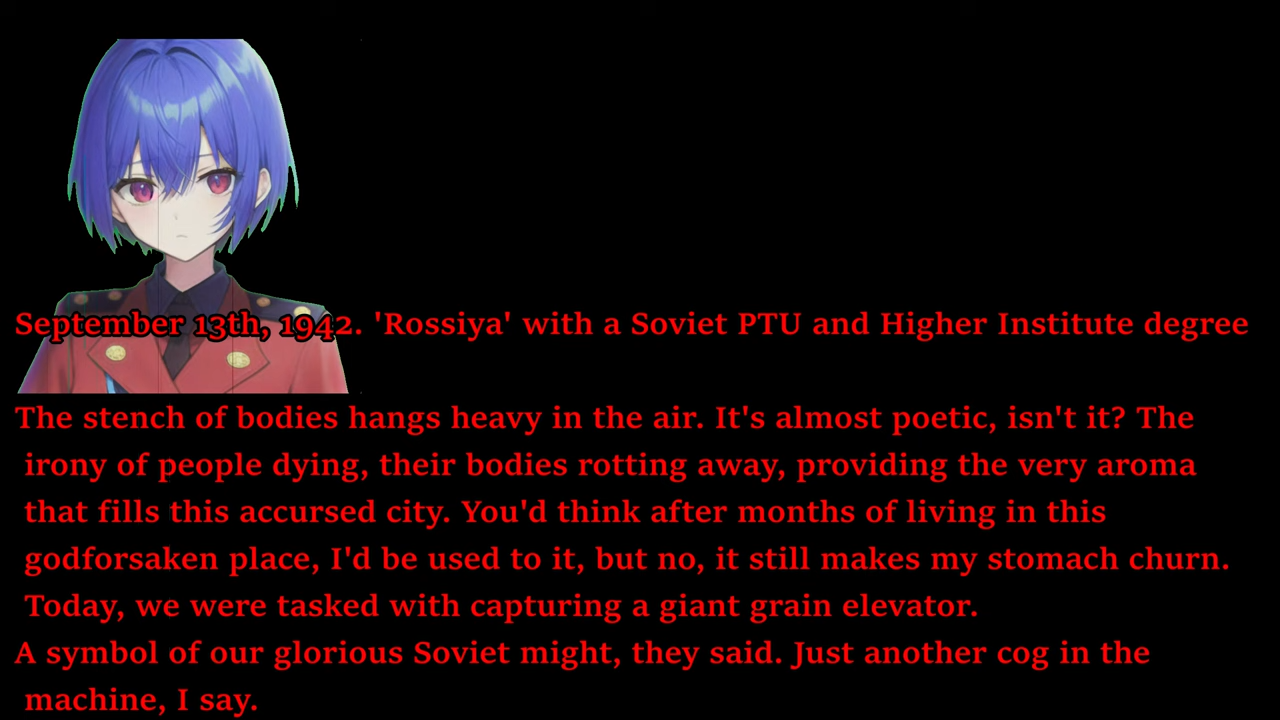 September 13th, 1942. 'Rossiya' with a Soviet PTU and Higher Institute degree
The stench of bodies hangs heavy in the air. It's almost poetic, isn't it? The
irony of people dying, their bodies rotting away, providing the very aroma
that fills this accursed city. You'd think after months of living in this
godforsaken place, I'd be used to it, but no, it still makes my stomach churn.
Today, we were tasked with capturing a giant grain elevator.
A symbol of our glorious Soviet might, they said. Just another cog in the
machine, I say.